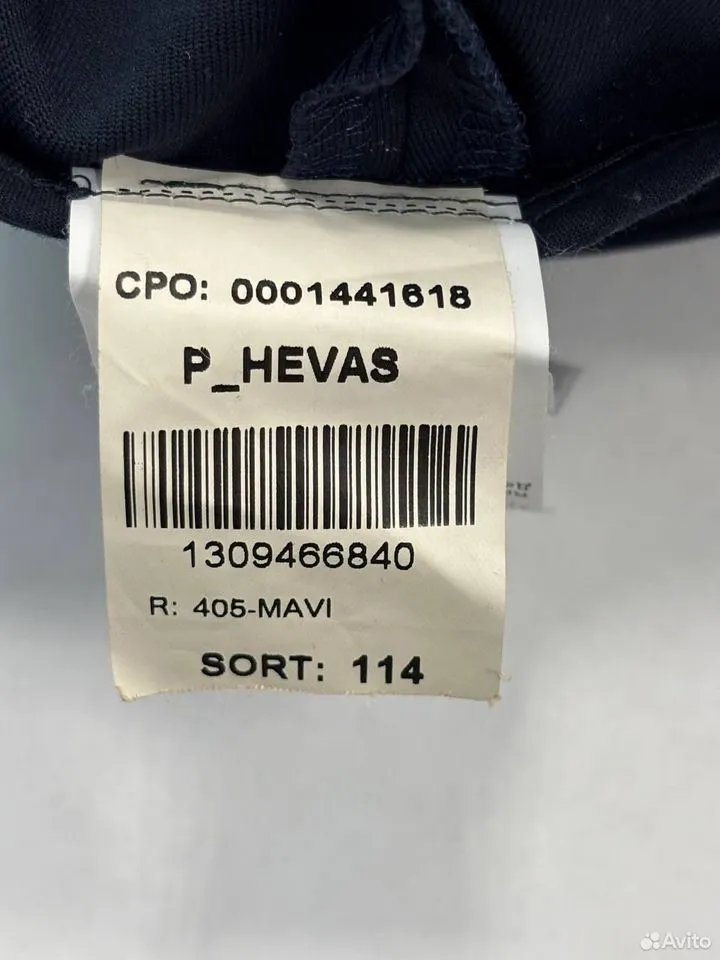 CPO: 0001441618
P_HEVAS
1309466840
R: 405-MAVI
SORT: 114
Avito